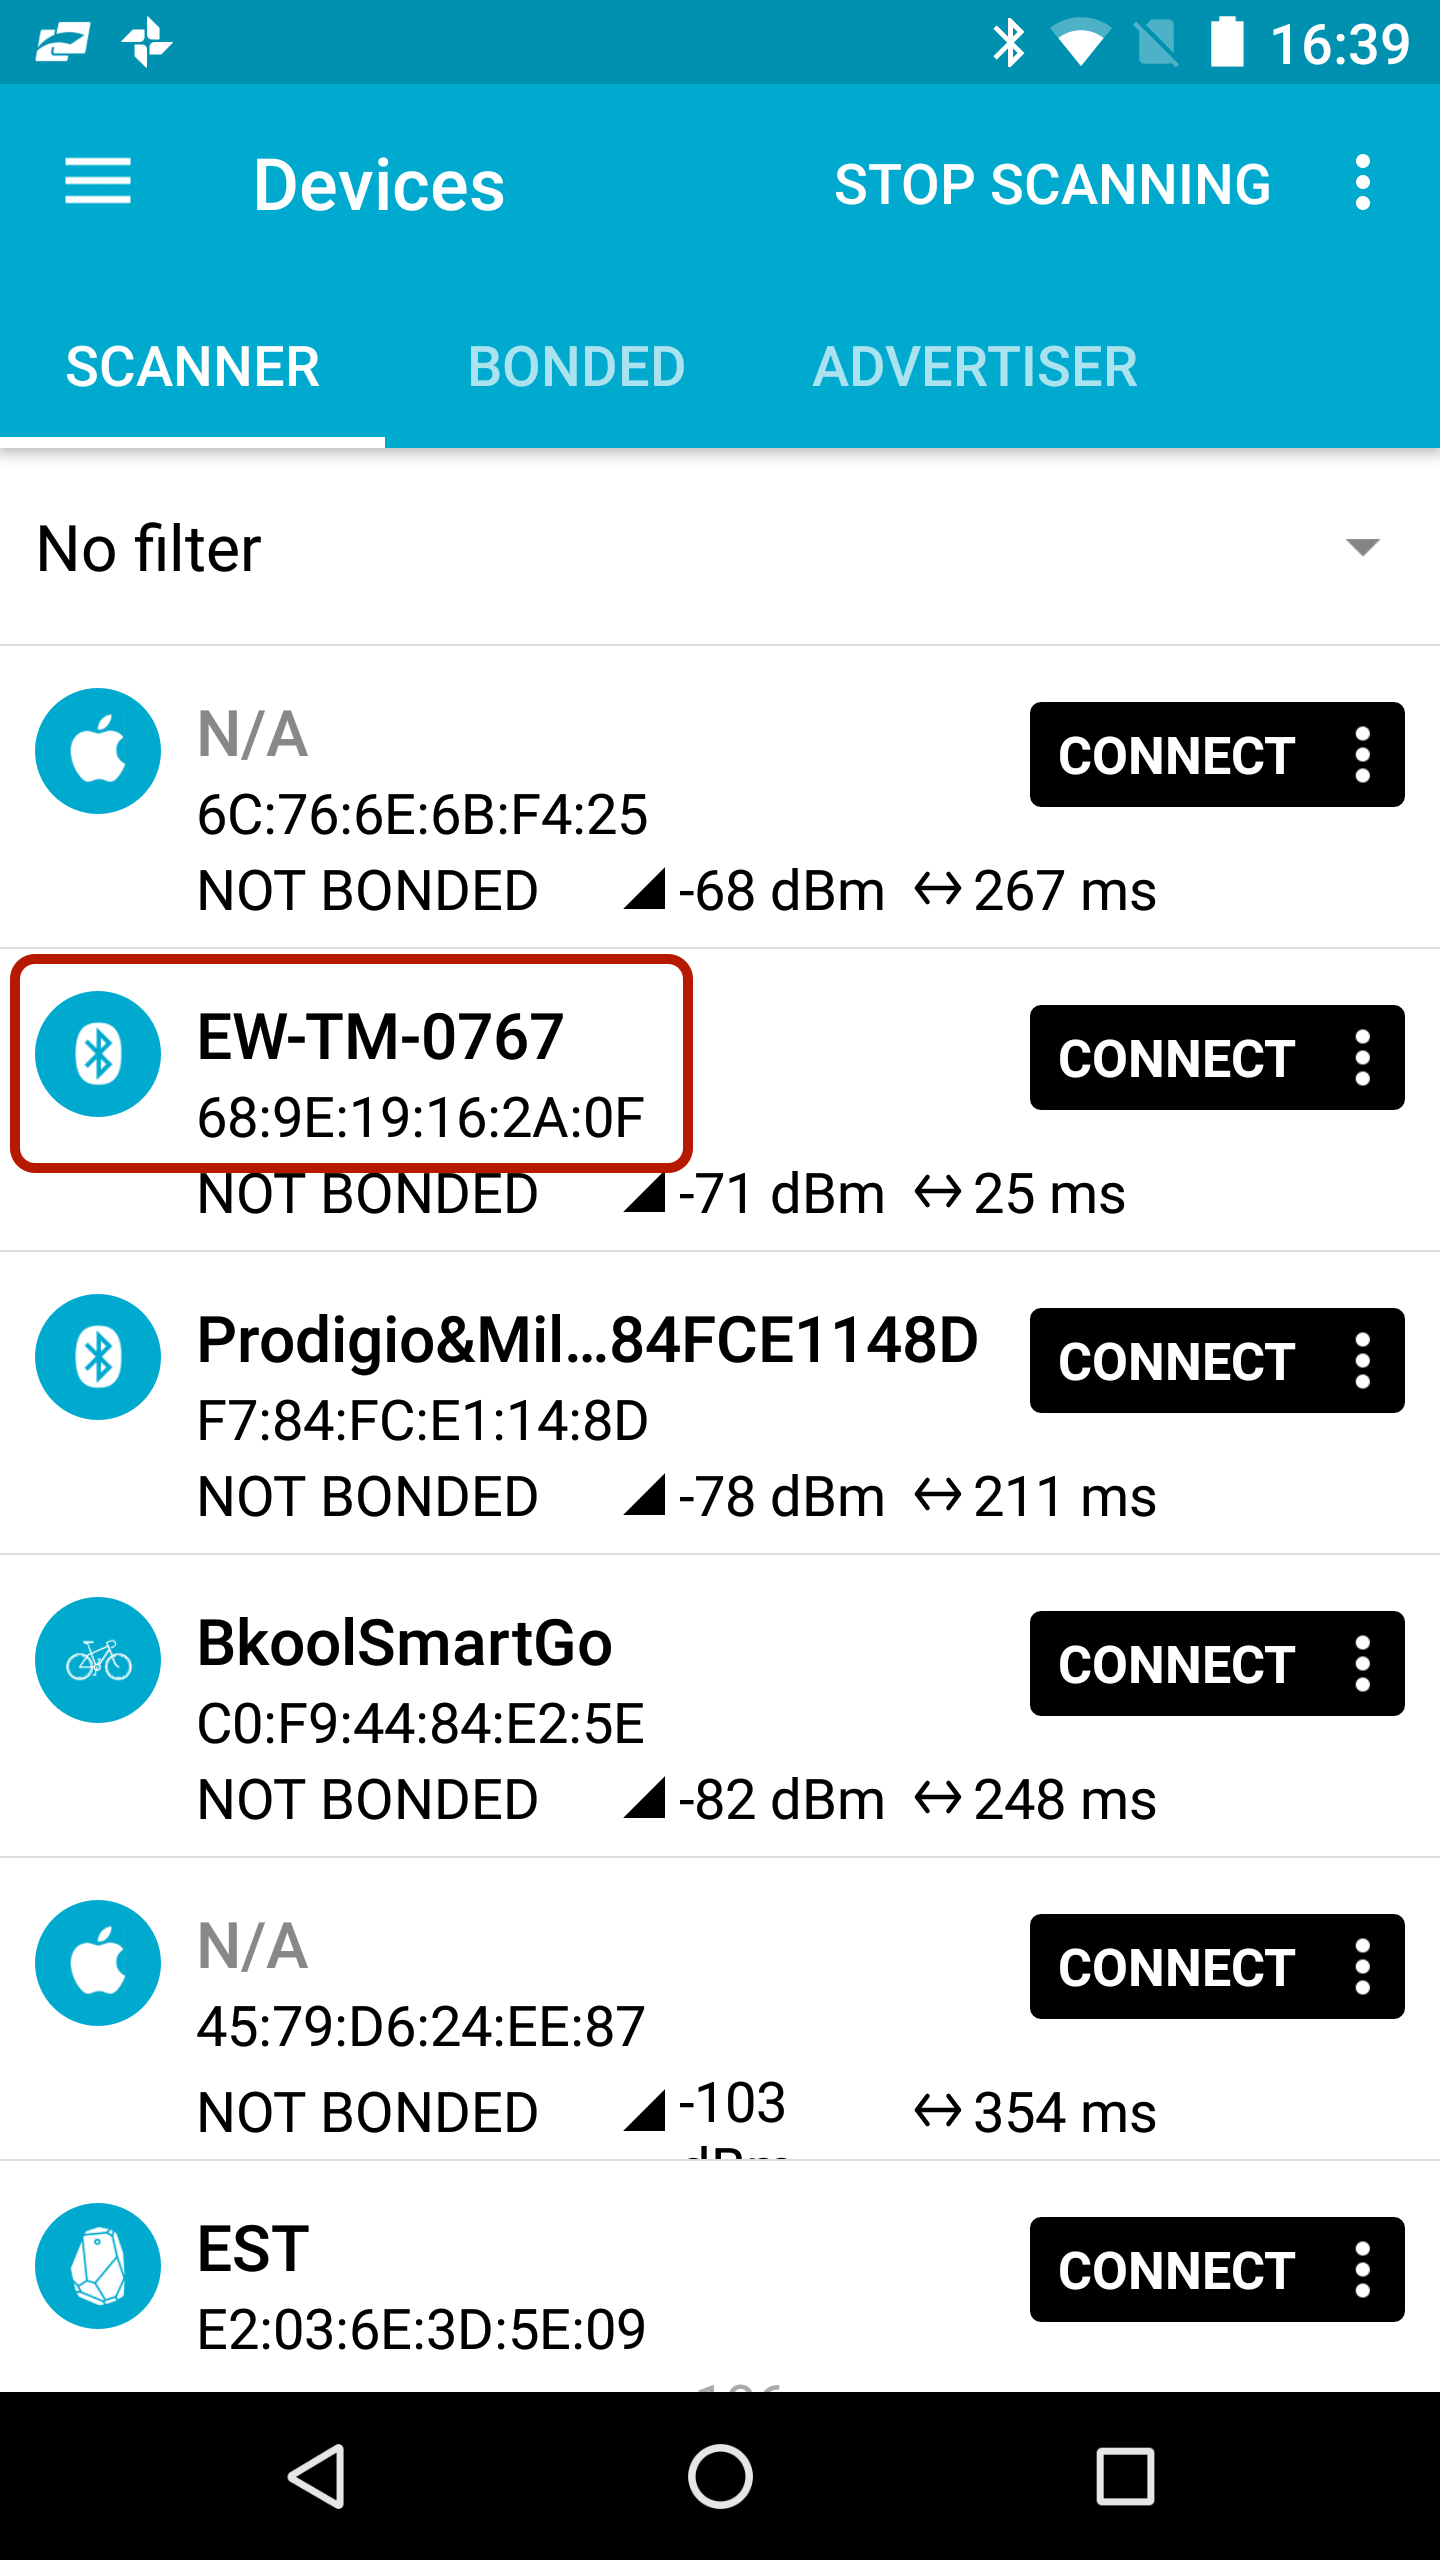 16:39
Devices STOP SCANNING
SCANNER BONDED ADVERTISER
No filter
N/A CONNECT
6C:76:6E:6B:F4:25
NOT BONDED -68 dBm 267 ms
EW-TM-0767 CONNECT
68:9E:19:16:2A:0F
NOT BONDED -71 dBm 25 ms
Prodigio&Mil...84FCE1148D CONNECT
F7:84:FC:E1:14:8D
NOT BONDED -78 dBm 211 ms
BkoolSmartGo CONNECT
C0:F9:44:84:E2:5E
NOT BONDED -82 dBm 248 ms
N/A CONNECT
45:79:D6:24:EE:87
NOT BONDED -103 354 ms
dBm
EST CONNECT
E2:03:6E:3D:5E:09